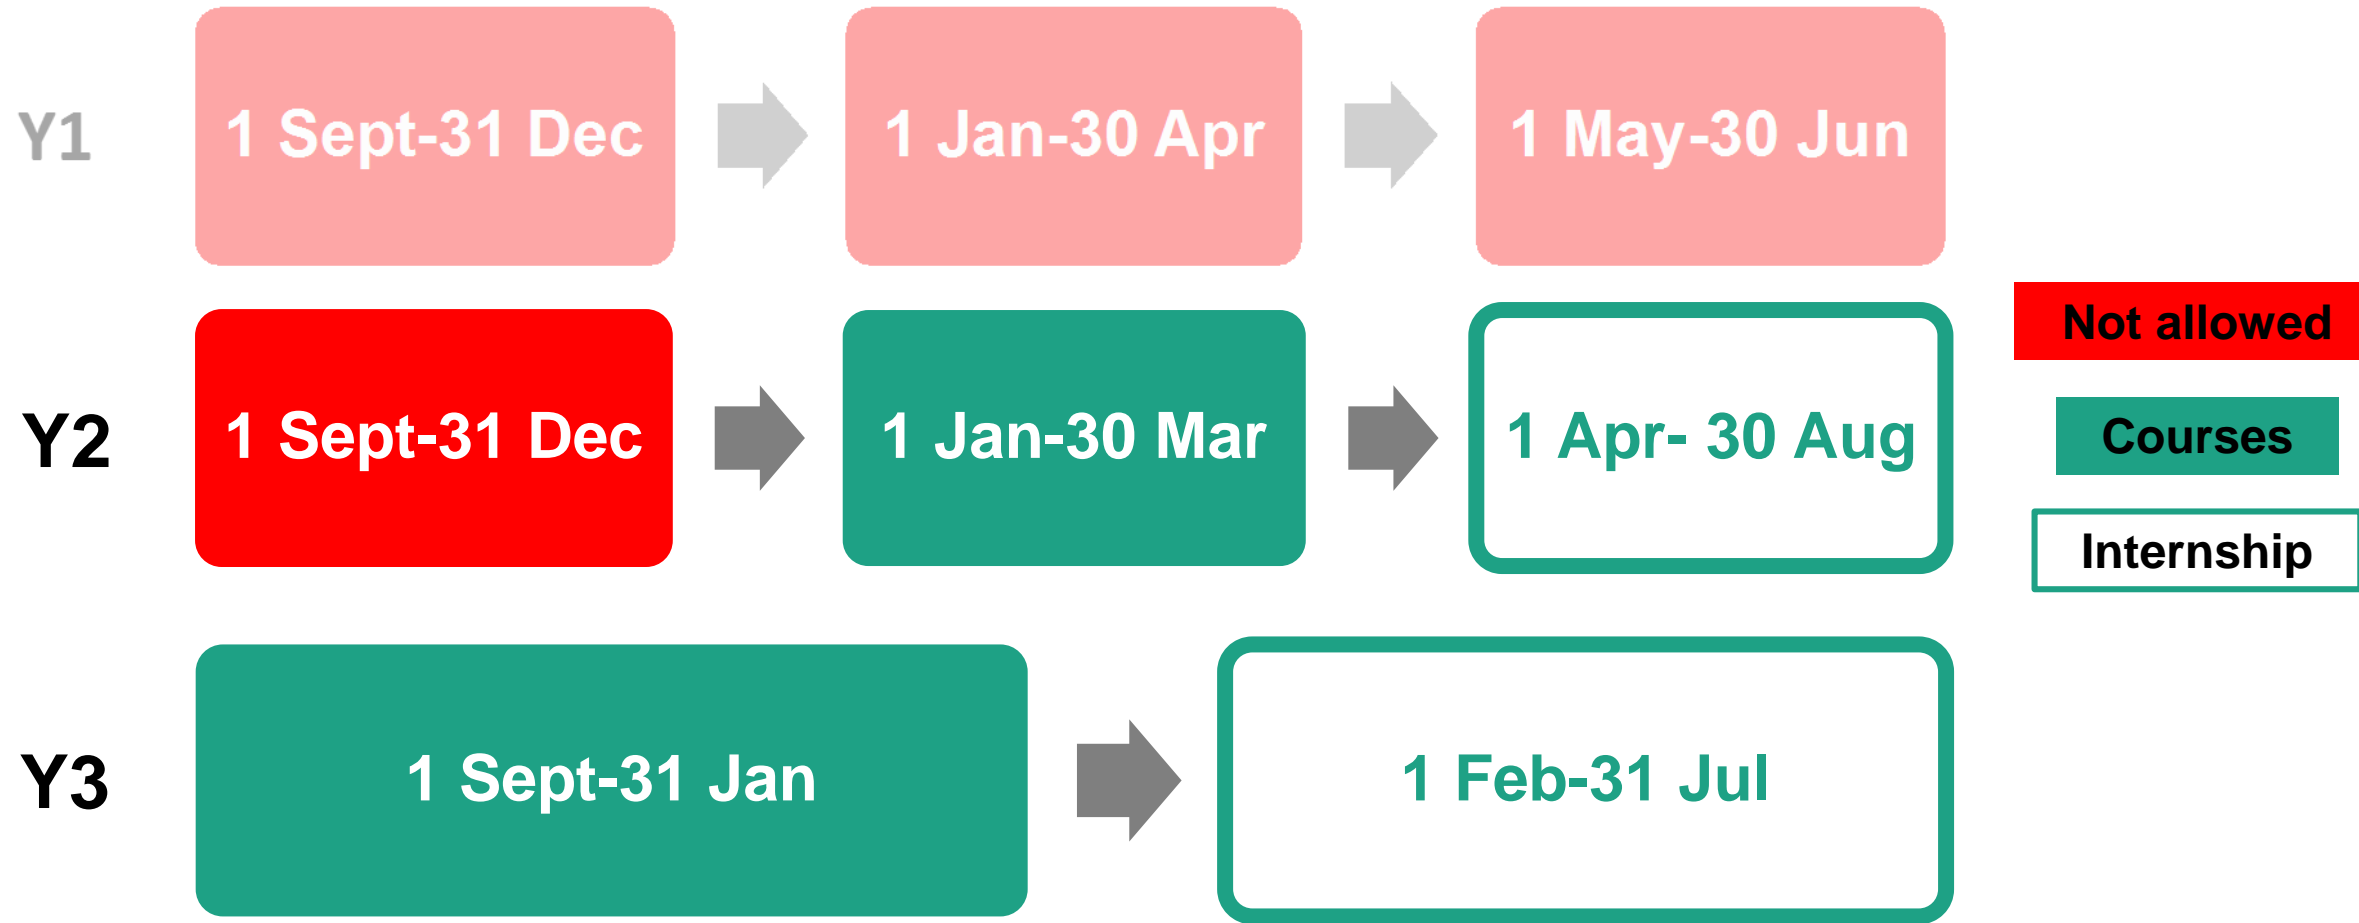 Y1
1 Sept-31 Dec
1 Jan-30 Apr
1 May-30 Jun
Y2
1 Sept-31 Dec
1 Jan-30 Mar
1 Apr- 30 Aug
Not allowed
Courses
Internship
Y3
1 Sept-31 Jan
1 Feb-31 Jul